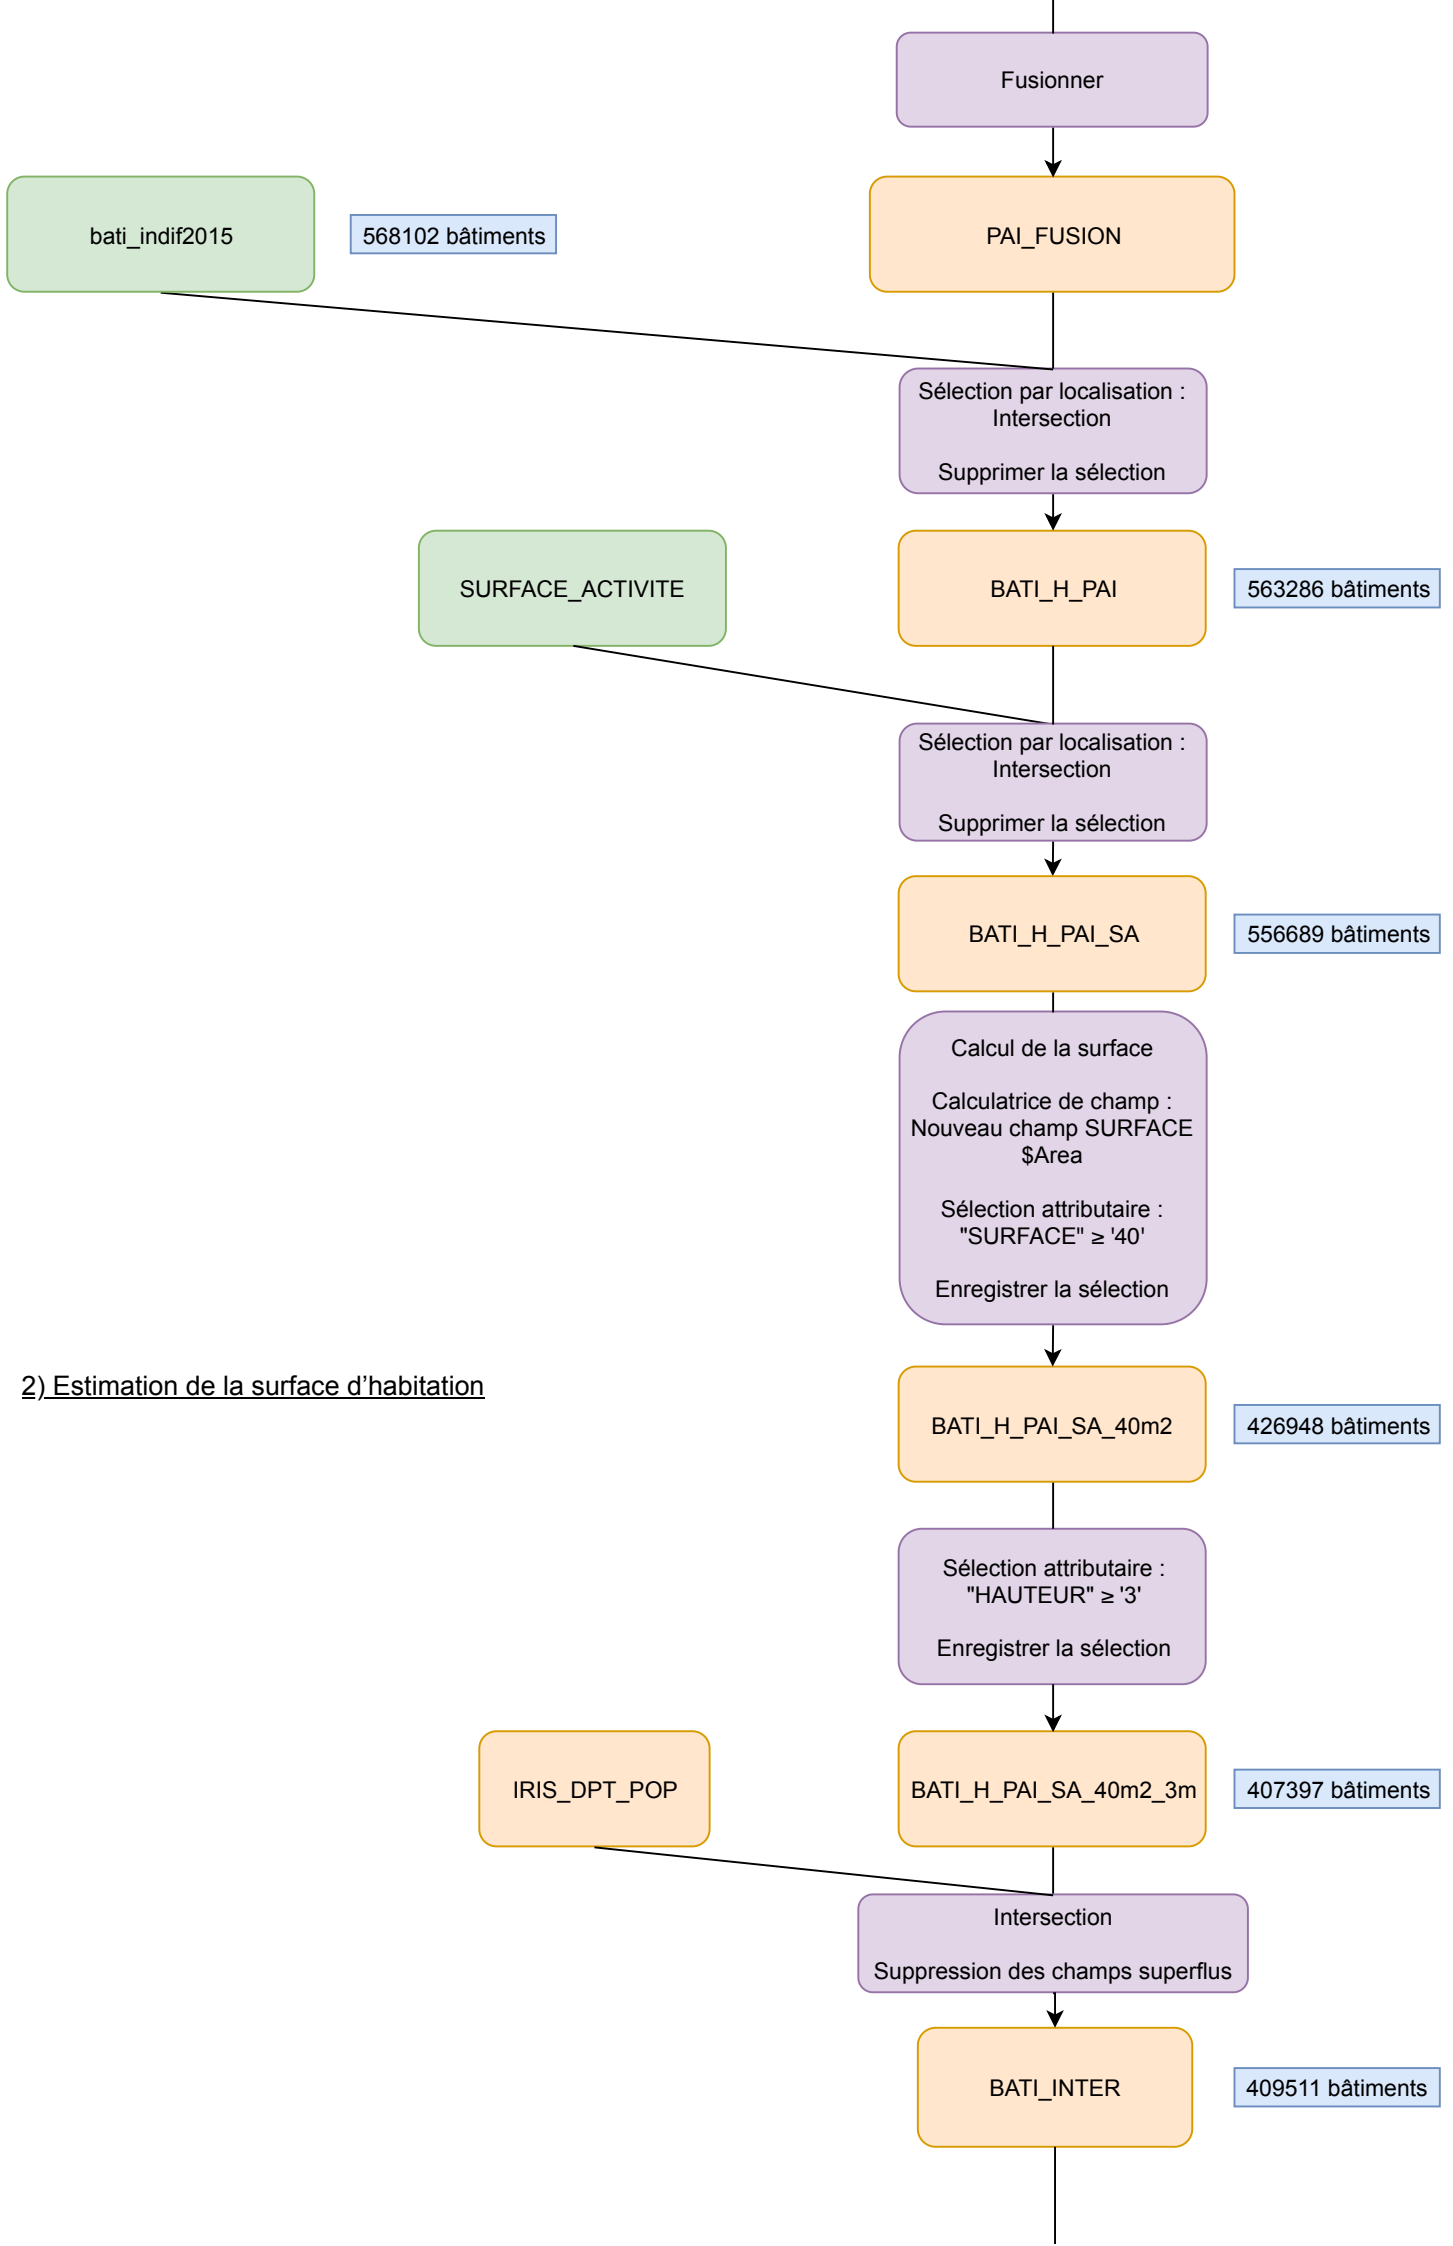 Fusionner
bati_indif2015
568102 bâtiments
PAI_FUSION
Sélection par localisation :
Intersection
Supprimer la sélection
SURFACE_ACTIVITE
BATI_H_PAI
563286 bâtiments
Sélection par localisation :
Intersection
Supprimer la sélection
BATI_H_PAI_SA
556689 bâtiments
Calcul de la surface
Calculatrice de champ :
Nouveau champ SURFACE
$Area
Sélection attributaire :
"SURFACE" ≥ '40'
Enregistrer la sélection
2) Estimation de la surface d’habitation
BATI_H_PAI_SA_40m2
426948 bâtiments
Sélection attributaire :
"HAUTEUR" ≥ '3'
Enregistrer la sélection
IRIS_DPT_POP
BATI_H_PAI_SA_40m2_3m
407397 bâtiments
Intersection
Suppression des champs superflus
BATI_INTER
409511 bâtiments